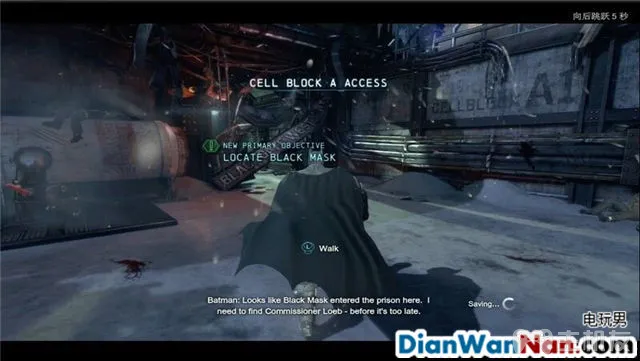 向后跳跃 5 秒
CELL BLOCK A ACCESS
CELLBLOCK A1
NEW PRIMARY OBJECTIVE
LOCATE BLACK MASK
L Walk
Batman: Looks like Black Mask entered the prison here. I
need to find Commissioner Loeb - before it's too late.
Saving...
电玩男
DianWanNan.com